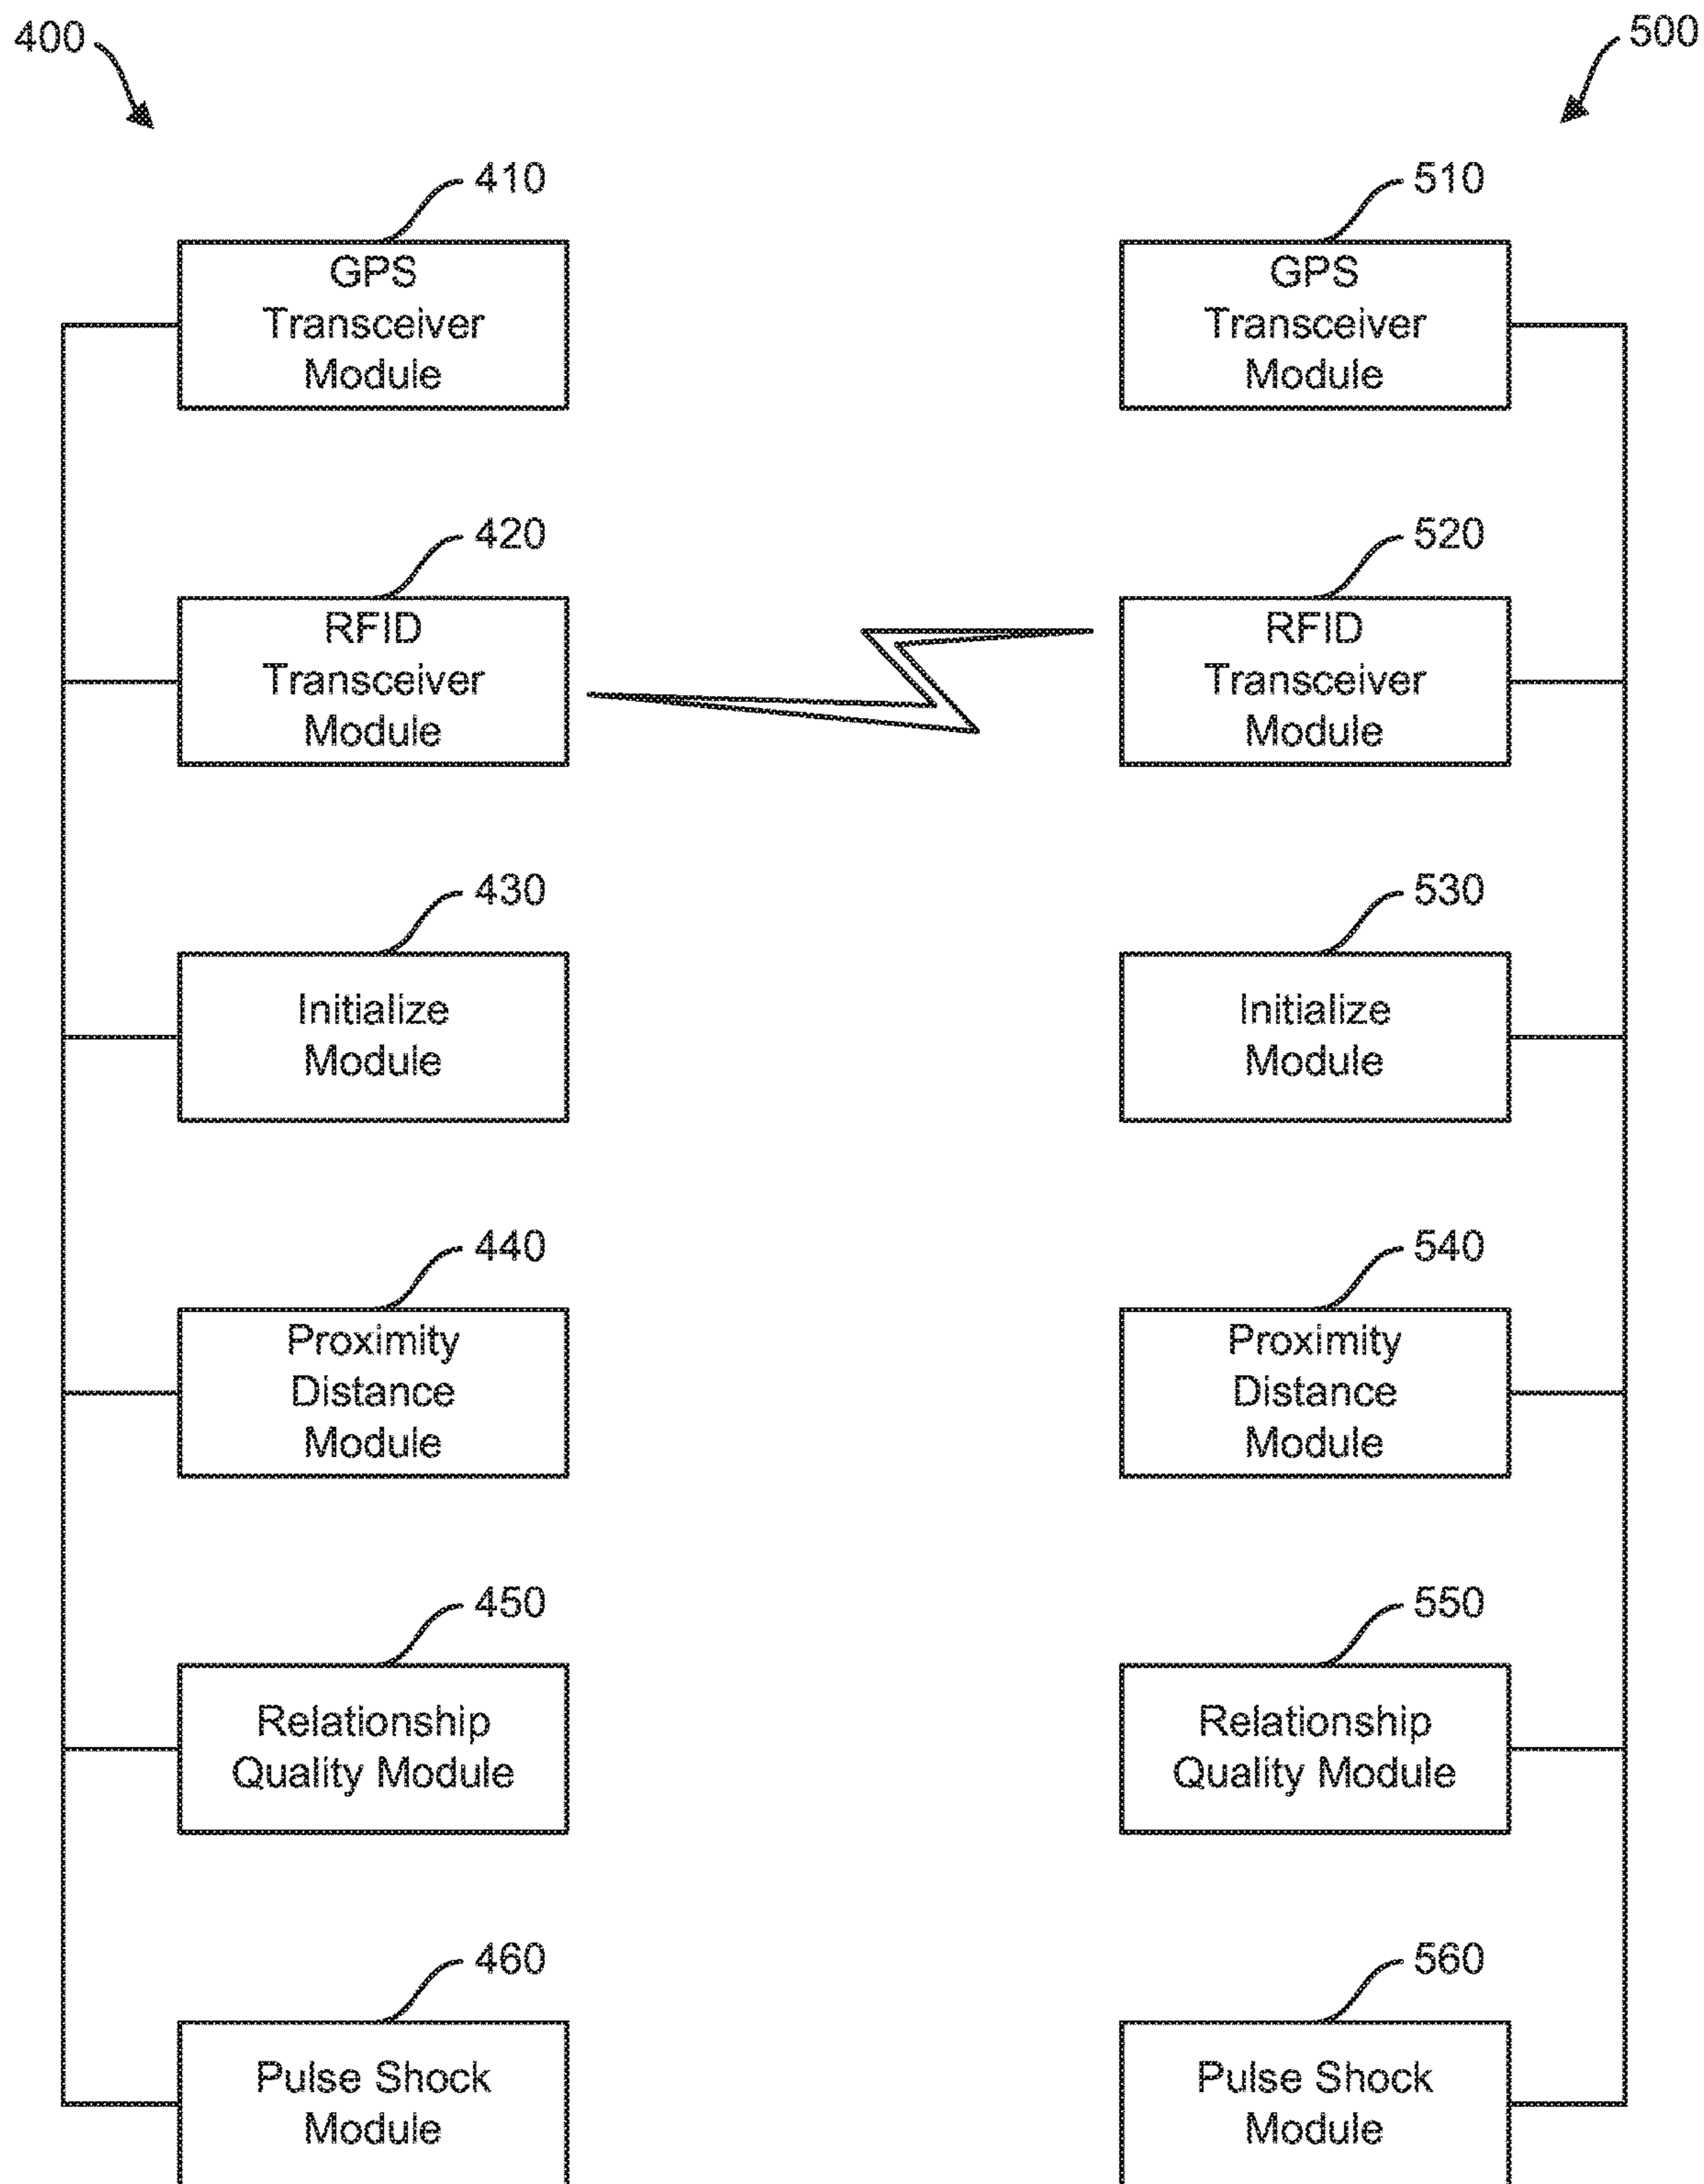 400
500
410
510
GPS
Transceiver
Module
GPS
Transceiver
Module
420
520
RFID
Transceiver
Module
RFID
Transceiver
Module
430
530
Initialize
Module
Initialize
Module
440
540
Proximity
Distance
Module
Proximity
Distance
Module
450
550
Relationship
Quality Module
Relationship
Quality Module
460
560
Pulse Shock
Module
Pulse Shock
Module